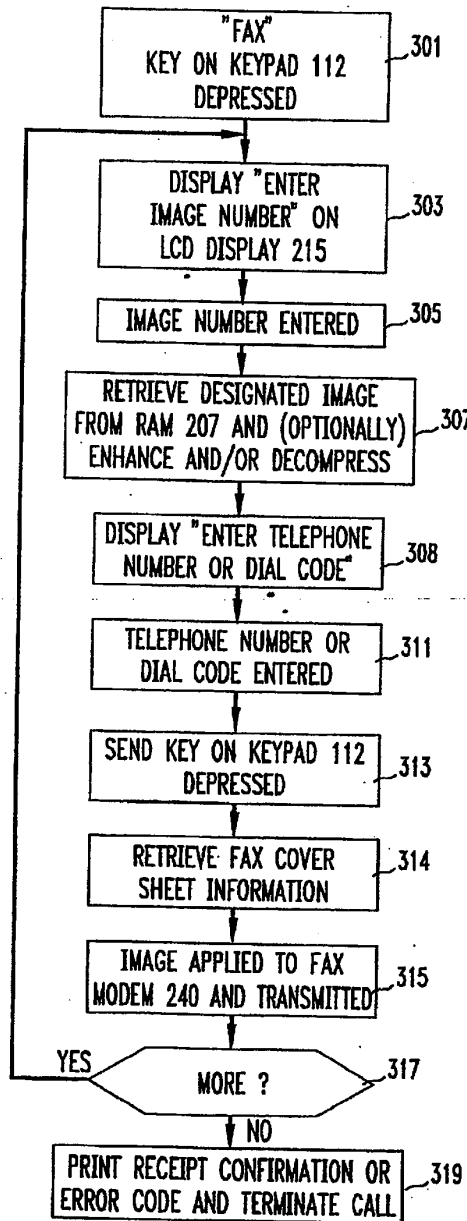 "FAX"
KEY ON KEYPAD 112
DEPRESSED
301
DISPLAY "ENTER
IMAGE NUMBER" ON
LCD DISPLAY 215
303
IMAGE NUMBER ENTERED
305
RETRIEVE DESIGNATED IMAGE
FROM RAM 207 AND (OPTIONALLY)
ENHANCE AND/OR DECOMPRESS
307
DISPLAY "ENTER TELEPHONE
NUMBER OR DIAL CODE"
308
TELEPHONE NUMBER OR
DIAL CODE ENTERED
311
SEND KEY ON KEYPAD 112
DEPRESSED
313
RETRIEVE FAX COVER
SHEET INFORMATION
314
IMAGE APPLIED TO FAX
MODEM 240 AND TRANSMITTED
315
YES
MORE ?
317
NO
PRINT RECEIPT CONFIRMATION OR
ERROR CODE AND TERMINATE CALL
319